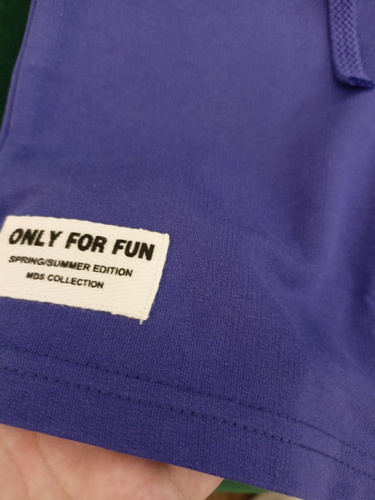 ONLY FOR FUN
SPRING/SUMMER EDITION
MDS COLLECTION